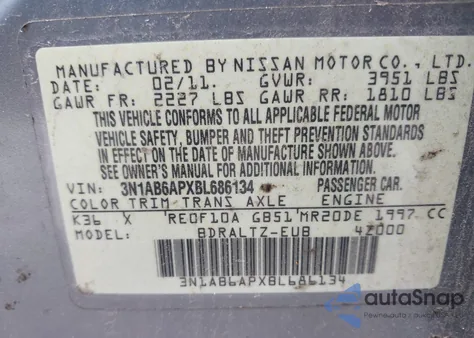 MANUFACTURED BY NISSAN MOTOR CO., LTD.
DATE: 02/11. GVWR: 3951 LBS
GAWR FR: 2227 LBS GAWR RR: 1810 LBS
THIS VEHICLE CONFORMS TO ALL APPLICABLE FEDERAL MOTOR
VEHICLE SAFETY, BUMPER AND THEFT PREVENTION STANDARDS
IN EFFECT ON THE DATE OF MANUFACTURE SHOWN ABOVE.
SEE OWNER'S MANUAL FOR ADDITIONAL INFORMATION
VIN: 3N1AB6APXBL686134 PASSENGER CAR.
COLOR TRIM TRANS AXLE ENGINE
K36 X RE0F10A GB51 MR20DE 1997 CC
MODEL: BDRALTZ-EUB 42000
3N1AB6APXBL686134
autoSnap